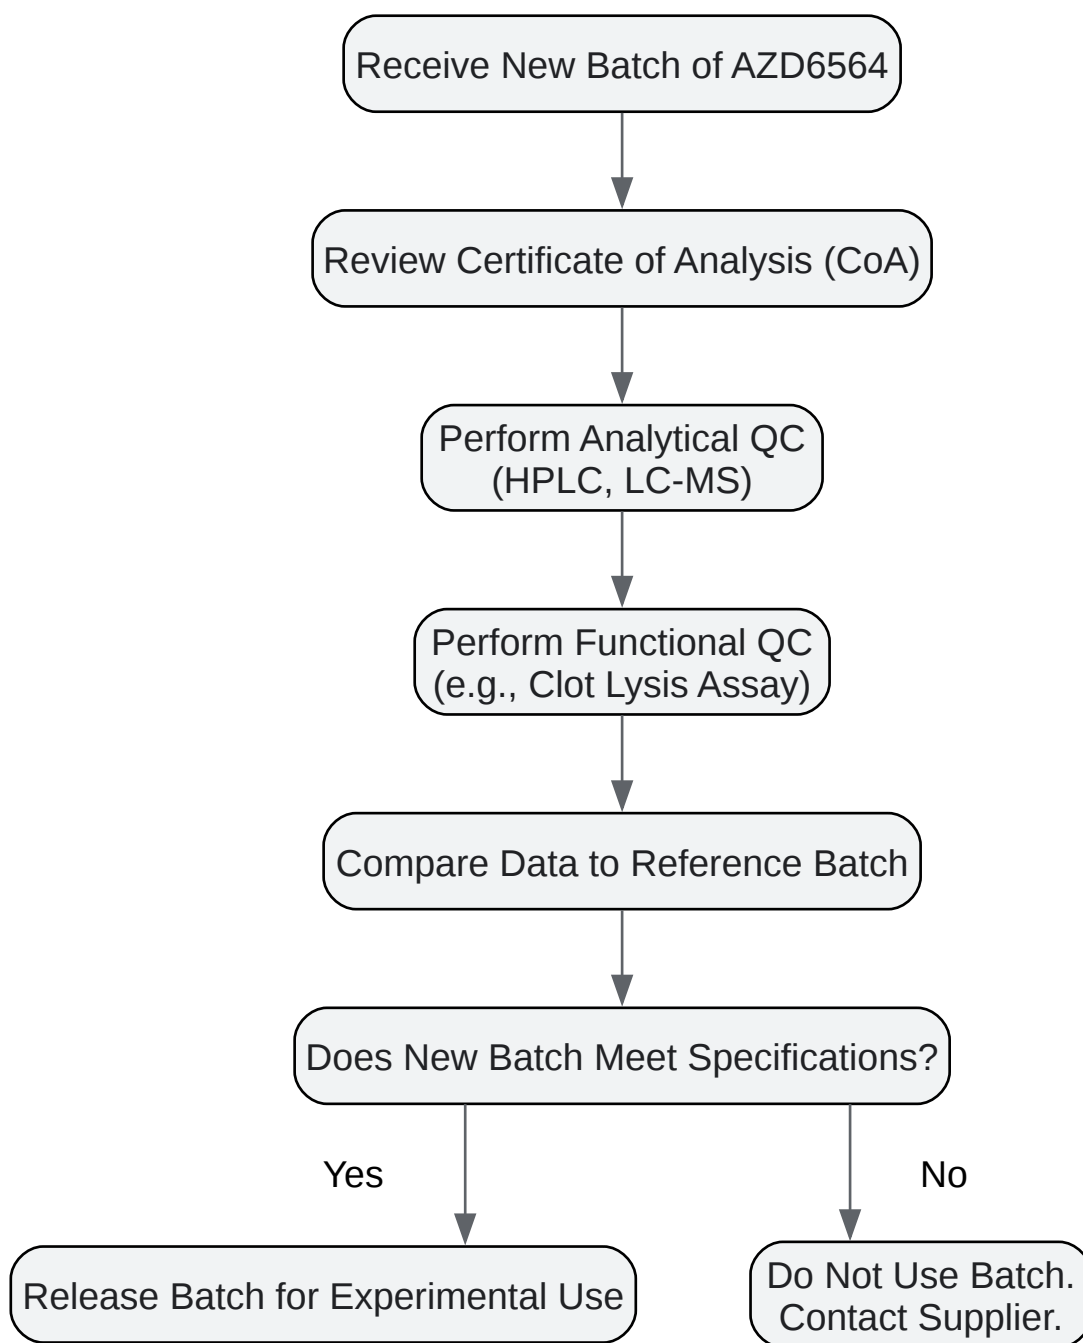 Receive New Batch of AZD6564
Review Certificate of Analysis (CoA)
Perform Analytical QC
(HPLC, LC-MS)
Perform Functional QC
(e.g., Clot Lysis Assay)
Compare Data to Reference Batch
Does New Batch Meet Specifications?
Yes
No
Release Batch for Experimental Use
Do Not Use Batch.
Contact Supplier.